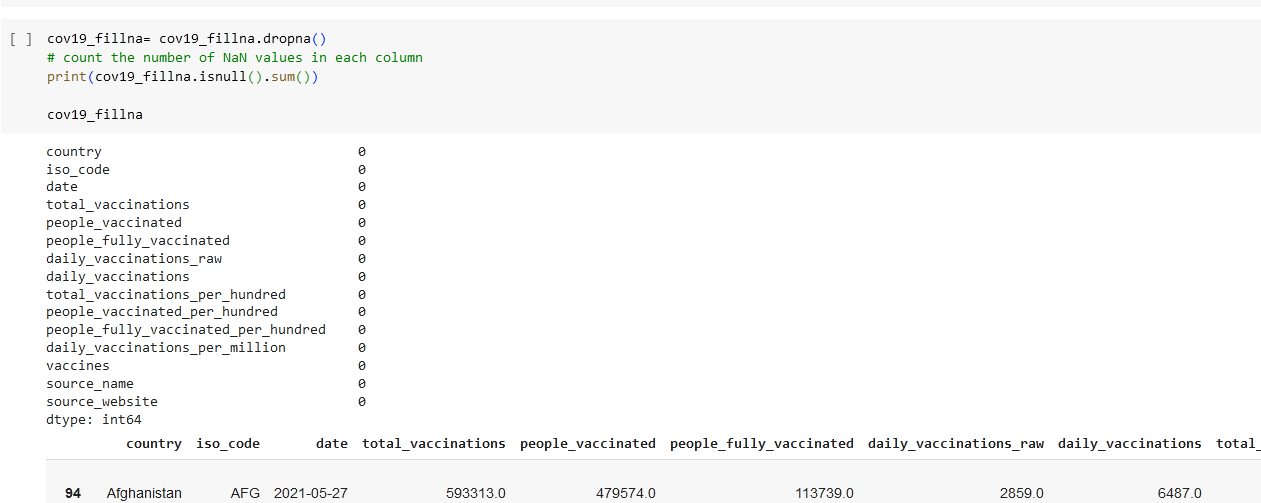 [ ] cov19_fillna= cov19_fillna.dropna()
# count the number of NaN values in each column
print(cov19_fillna.isnull().sum())
cov19_fillna
country 0
iso_code 0
date 0
total_vaccinations 0
people_vaccinated 0
people_fully_vaccinated 0
daily_vaccinations_raw 0
daily_vaccinations 0
total_vaccinations_per_hundred 0
people_vaccinated_per_hundred 0
people_fully_vaccinated_per_hundred 0
daily_vaccinations_per_million 0
vaccines 0
source_name 0
source_website 0
dtype: int64
country iso_code date total_vaccinations people_vaccinated people_fully_vaccinated daily_vaccinations_raw daily_vaccinations total_
94 Afghanistan AFG 2021-05-27 593313.0 479574.0 113739.0 2859.0 6487.0